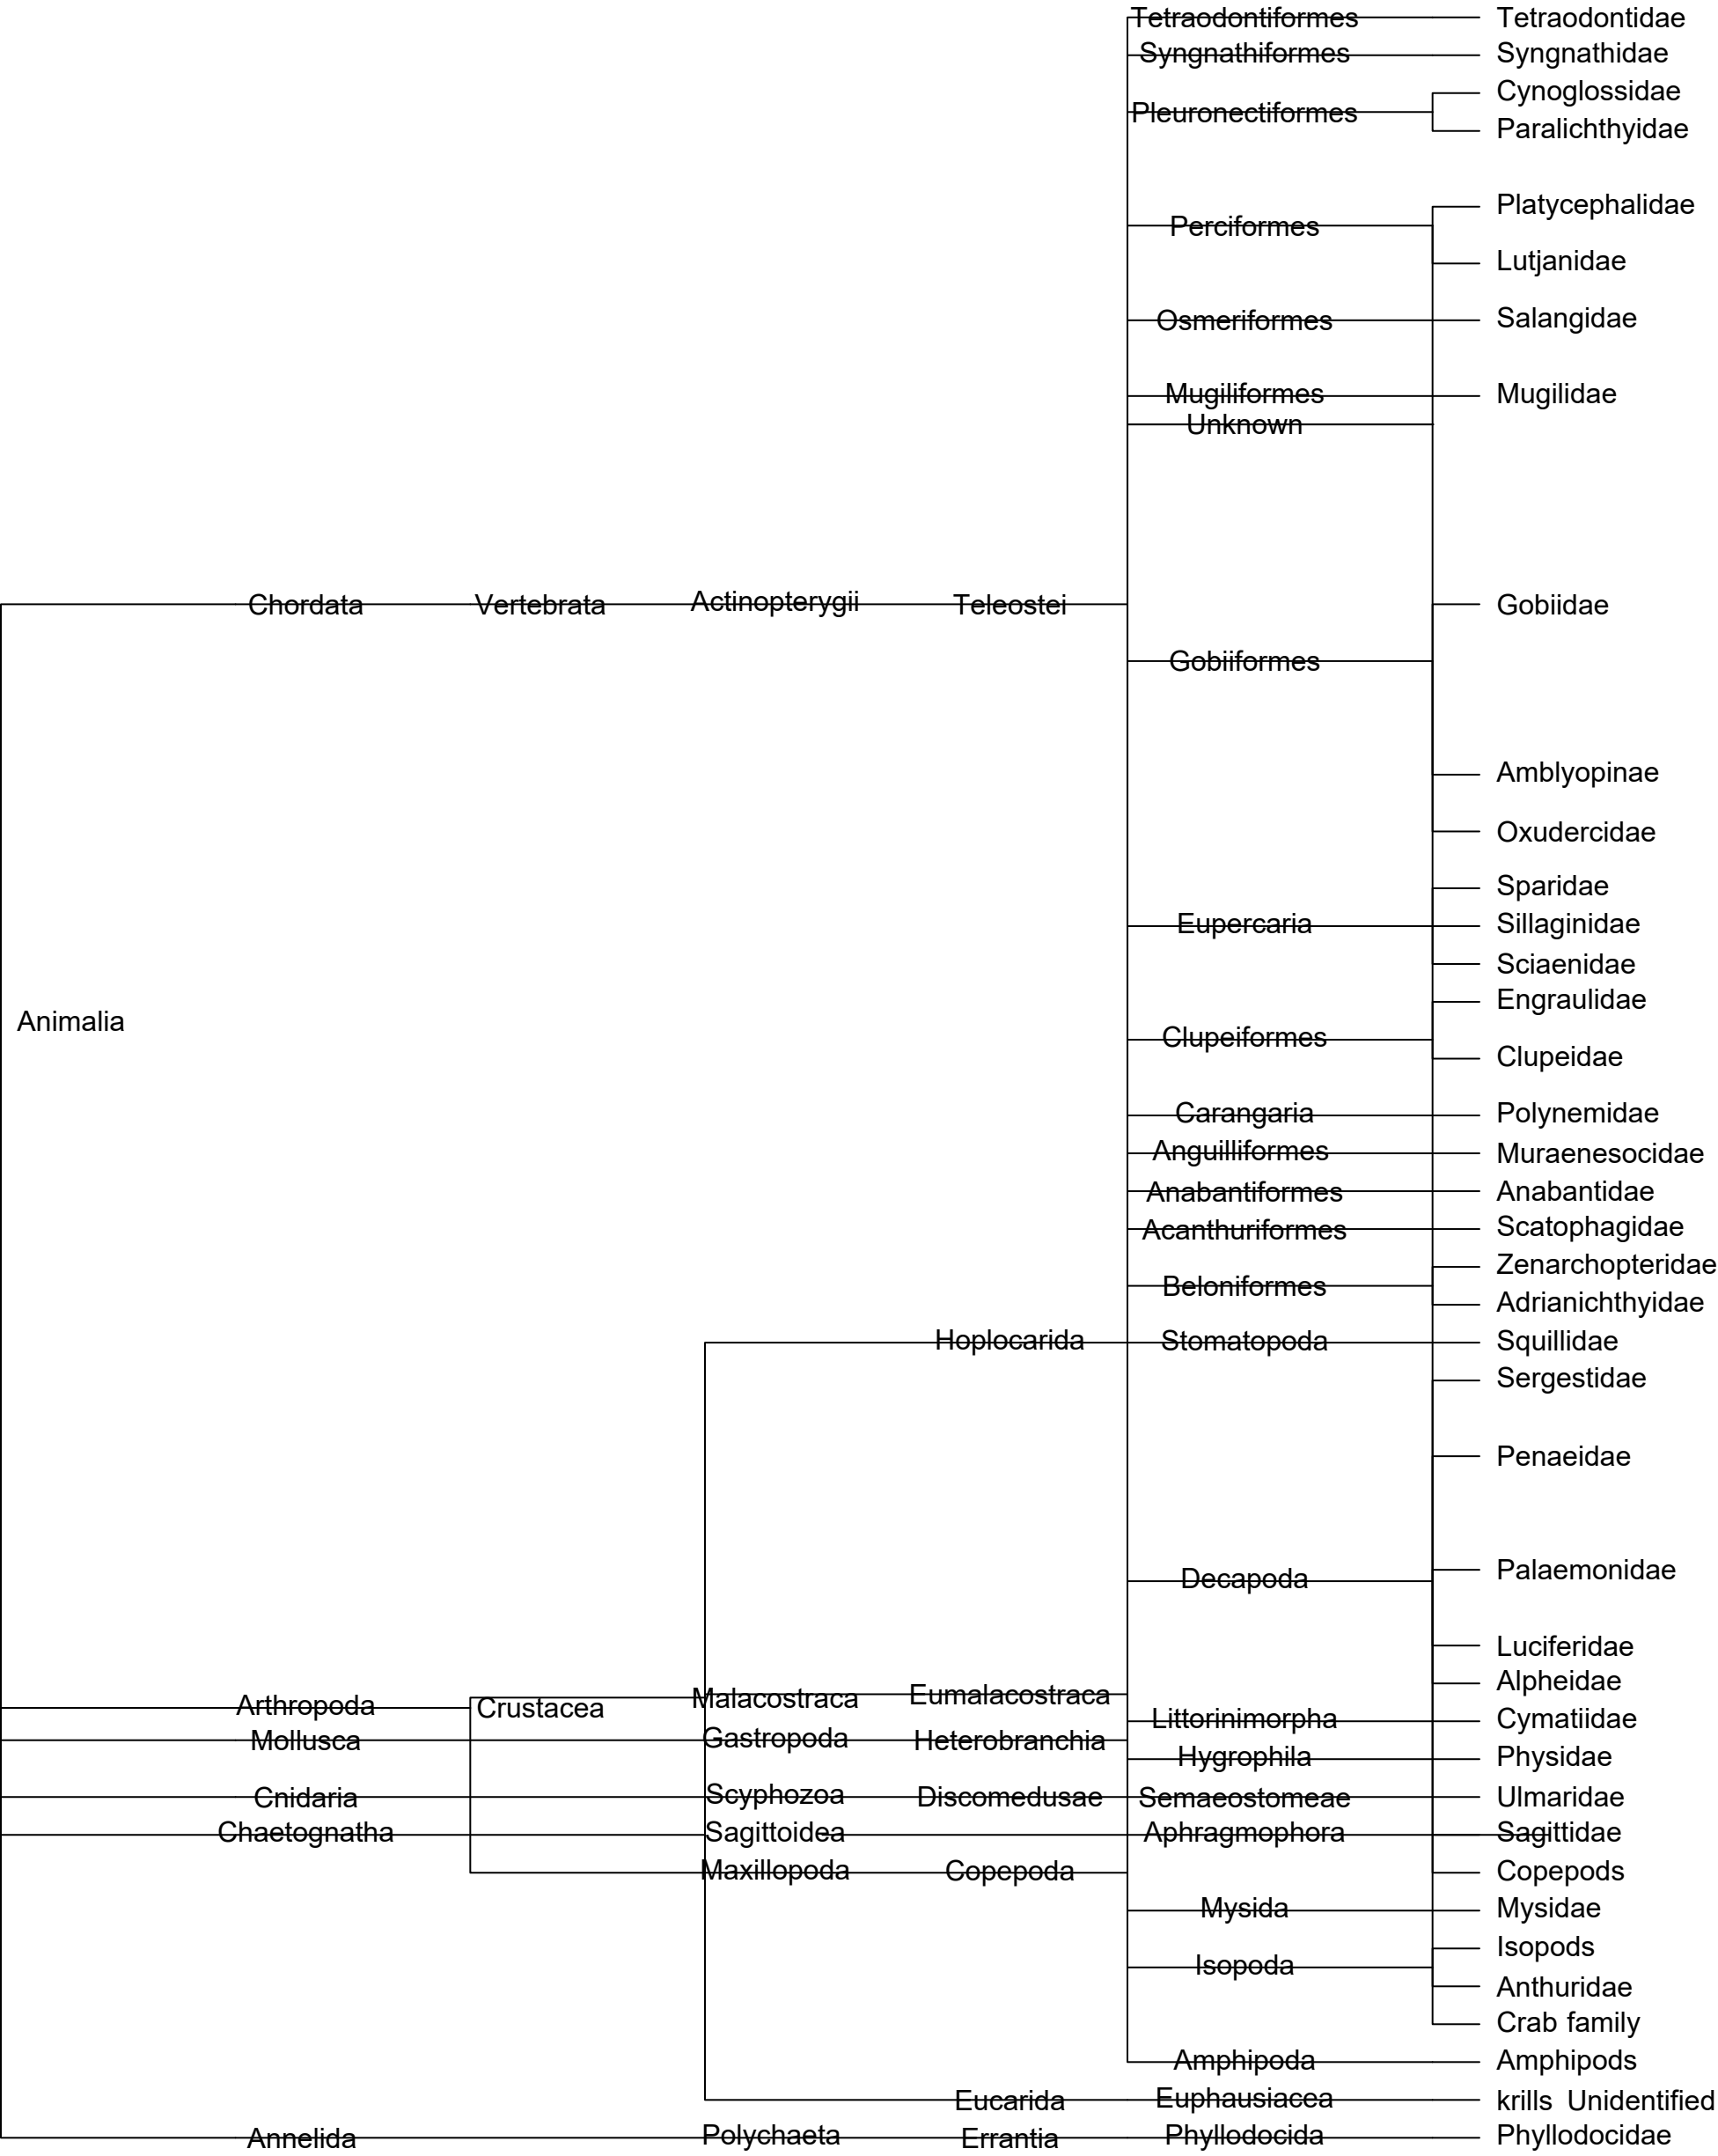 Tetraodontiformes Tetraodontidae
Syngnathiformes Syngnathidae
Cynoglossidae
Pleuronectiformes
Paralichthyidae
Platycephalidae
Perciformes
Lutjanidae
Osmeriformes Salangidae
Mugiliformes Mugilidae
Unknown
Chordata Vertebrata Actinopterygii Teleostei Gobiidae
Gobiiformes
Amblyopinae
Oxudercidae
Sparidae
Eupercaria Sillaginidae
Sciaenidae
Engraulidae
Animalia
Clupeiformes
Clupeidae
Carangaria Polynemidae
Anguilliformes Muraenesocidae
Anabantiformes Anabantidae
Acanthuriformes Scatophagidae
Zenarchopteridae
Beloniformes
Adrianichthyidae
Hoplocarida Stomatopoda Squillidae
Sergestidae
Penaeidae
Palaemonidae
Decapoda
Luciferidae
Alpheidae
Arthropoda Crustacea Malacostraca Eumalacostraca
Littorinimorpha Cymatiidae
Mollusca Gastropoda Heterobranchia
Hygrophila Physidae
Cnidaria Scyphozoa Discomedusae Semaeostomeae Ulmaridae
Chaetognatha Sagittoidea Aphragmophora Sagittidae
Maxillopoda Copepoda Copepods
Mysida Mysidae
Isopods
Isopoda
Anthuridae
Crab family
Amphipoda Amphipods
Eucarida Euphausiacea krills Unidentified
Annelida Polychaeta Errantia Phyllodocida Phyllodocidae